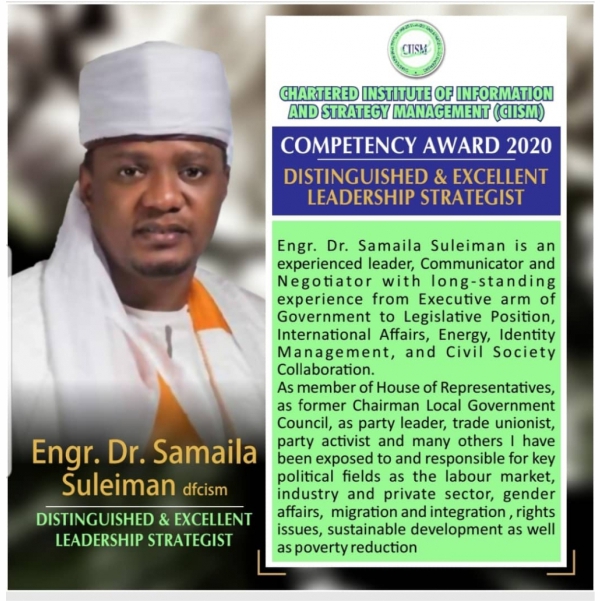 CIISM
CHARTERED INSTITUTE OF INFORMATION
AND STRATEGY MANAGEMENT (CIISM)
COMPETENCY AWARD 2020
DISTINGUISHED & EXCELLENT
LEADERSHIP STRATEGIST
Engr. Dr. Samaila Suleiman is an
experienced leader, Communicator and
Negotiator with long-standing
experience from Executive arm of
Government to Legislative Position,
International Affairs, Energy, Identity
Management, and Civil Society
Collaboration.
As member of House of Representatives,
as former Chairman Local Government
Council, as party leader, trade unionist,
party activist and many others I have
been exposed to and responsible for key
political fields as the labour market,
industry and private sector, gender
affairs, migration and integration , rights
issues, sustainable development as well
as poverty reduction
Engr. Dr. Samaila
Suleiman dfcism
DISTINGUISHED & EXCELLENT
LEADERSHIP STRATEGIST